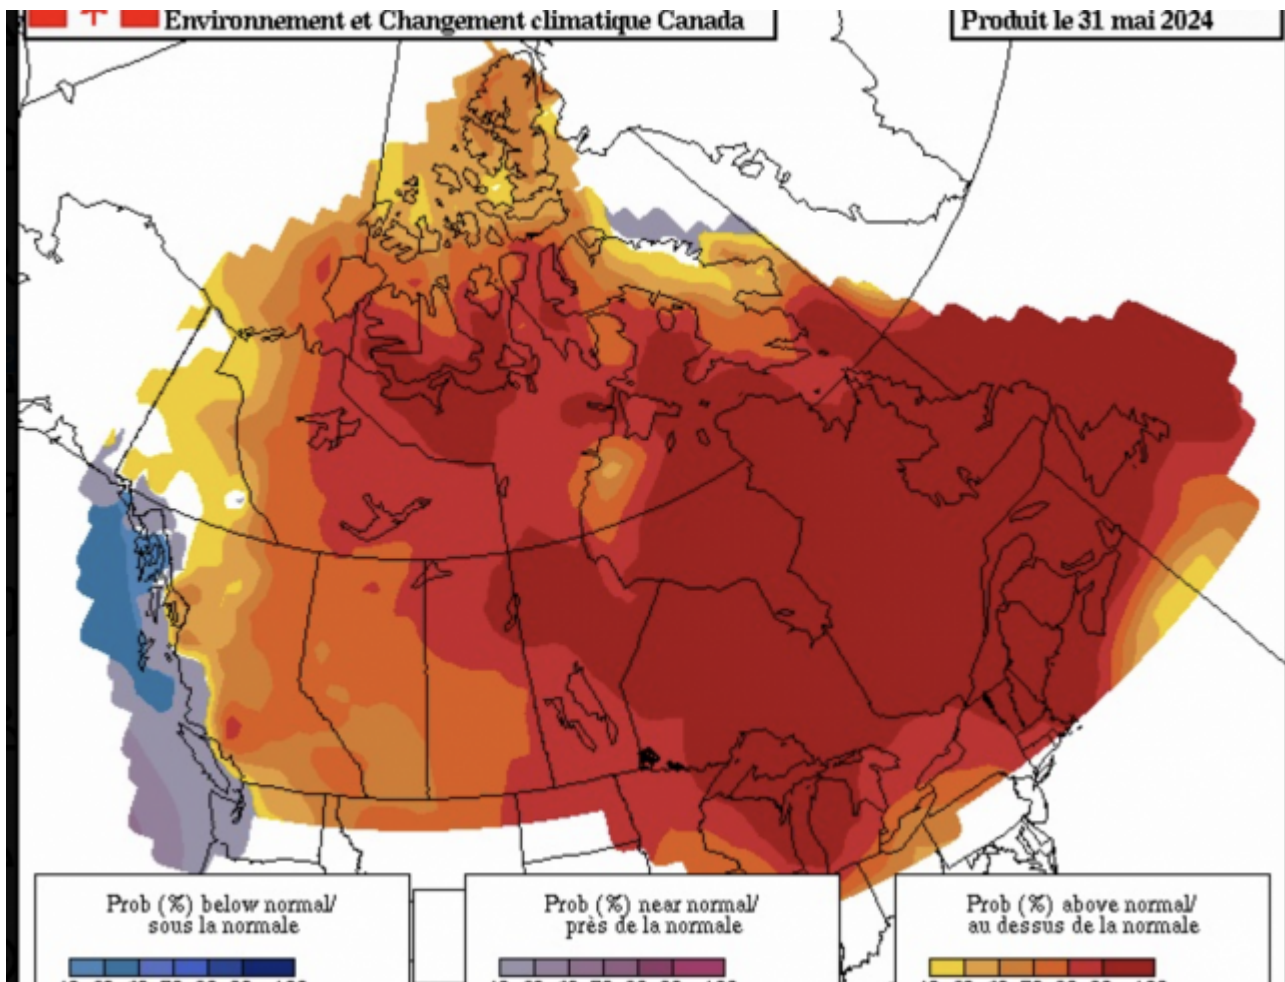 Environnement et Changement climatique Canada
Produit le 31 mai 2024
Prob (%) below normal/
sous la normale
Prob (%) near normal/
près de la normale
Prob (%) above normal/
au dessus de la normale